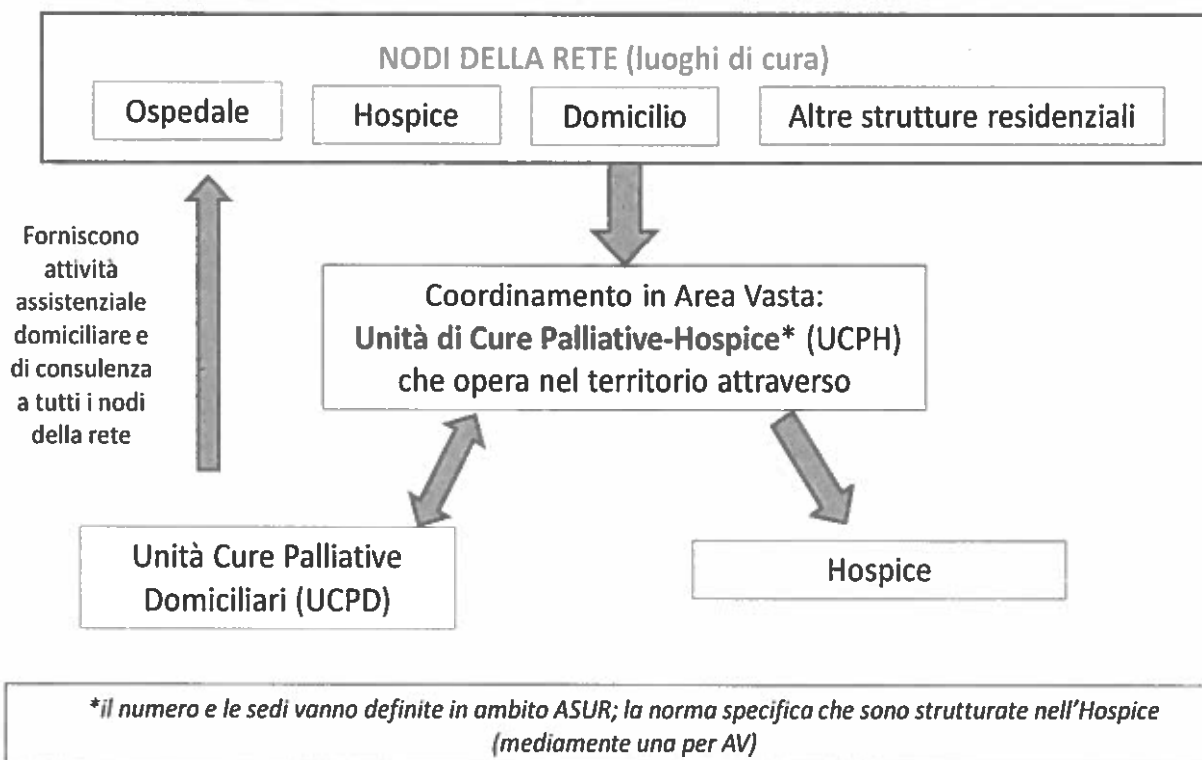 NODI DELLA RETE (luoghi di cura)
Ospedale
Hospice
Domicilio
Altre strutture residenziali
Forniscono
attività
assistenziale
domiciliare e
di consulenza
a tutti i nodi
della rete
Coordinamento in Area Vasta:
Unità di Cure Palliative-Hospice* (UCPH)
che opera nel territorio attraverso
Unità Cure Palliative
Domiciliari (UCPD)
Hospice
*il numero e le sedi vanno definite in ambito ASUR; la norma specifica che sono strutturate nell'Hospice
(mediamente una per AV)